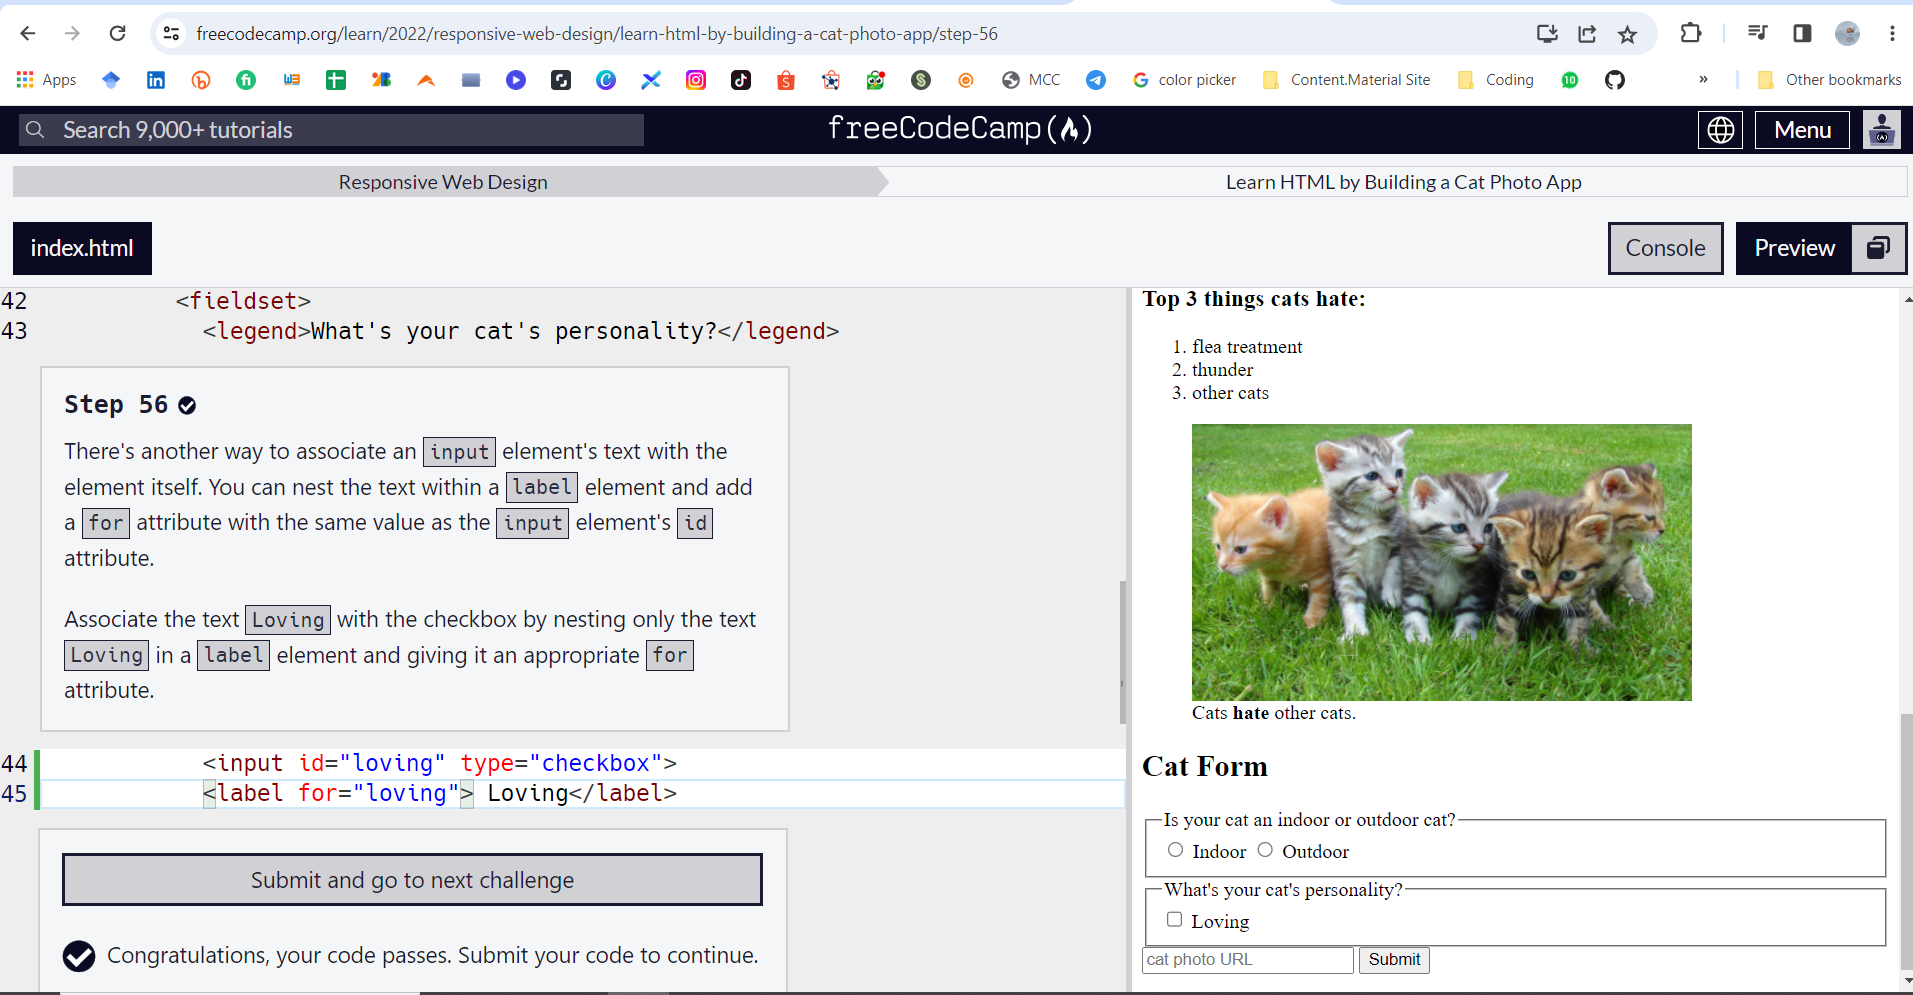 freecodecamp.org/learn/2022/responsive-web-design/learn-html-by-building-a-cat-photo-app/step-56
Apps
MCC
color picker
Content.Material Site
Coding
10
»
Other bookmarks
Search 9,000+ tutorials
freeCodeCamp
Menu
Responsive Web Design
Learn HTML by Building a Cat Photo App
index.html
Console
Preview
42 <fieldset>
43 <legend>What's your cat's personality?</legend>
Step 56
There's another way to associate an input element's text with the
element itself. You can nest the text within a label element and add
a for attribute with the same value as the input element's id
attribute.
Associate the text Loving with the checkbox by nesting only the text
Loving in a label element and giving it an appropriate for
attribute.
44 <input id="loving" type="checkbox">
45 <label for="loving"> Loving</label>
Submit and go to next challenge
Congratulations, your code passes. Submit your code to continue.
Top 3 things cats hate:
1. flea treatment
2. thunder
3. other cats
Cats hate other cats.
Cat Form
Is your cat an indoor or outdoor cat?
Indoor Outdoor
What's your cat's personality?
Loving
cat photo URL Submit